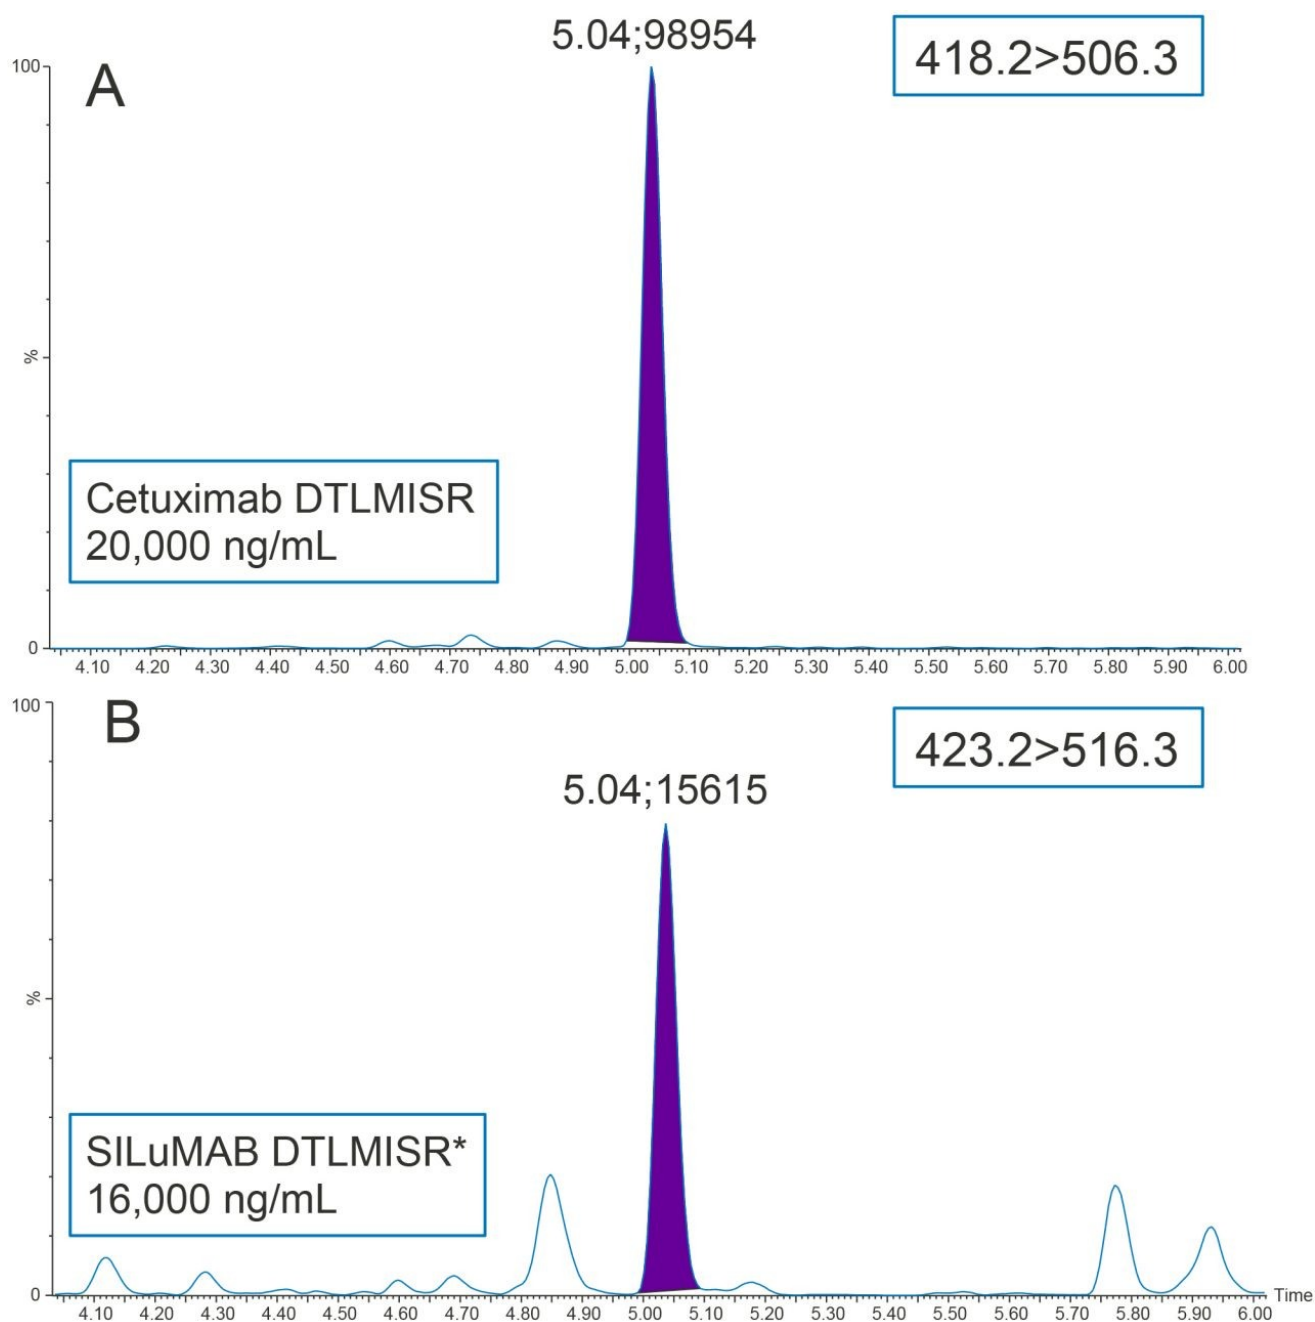 5.04;98954
418.2>506.3
100
A
%
Cetuximab DTLMISR
20,000 ng/mL
0
4.10 4.20 4.30 4.40 4.50 4.60 4.70 4.80 4.90 5.00 5.10 5.20 5.30 5.40 5.50 5.60 5.70 5.80 5.90 6.00
100
B
423.2>516.3
5.04;15615
%
SILuMAB DTLMISR*
16,000 ng/mL
0
Time
4.10 4.20 4.30 4.40 4.50 4.60 4.70 4.80 4.90 5.00 5.10 5.20 5.30 5.40 5.50 5.60 5.70 5.80 5.90 6.00